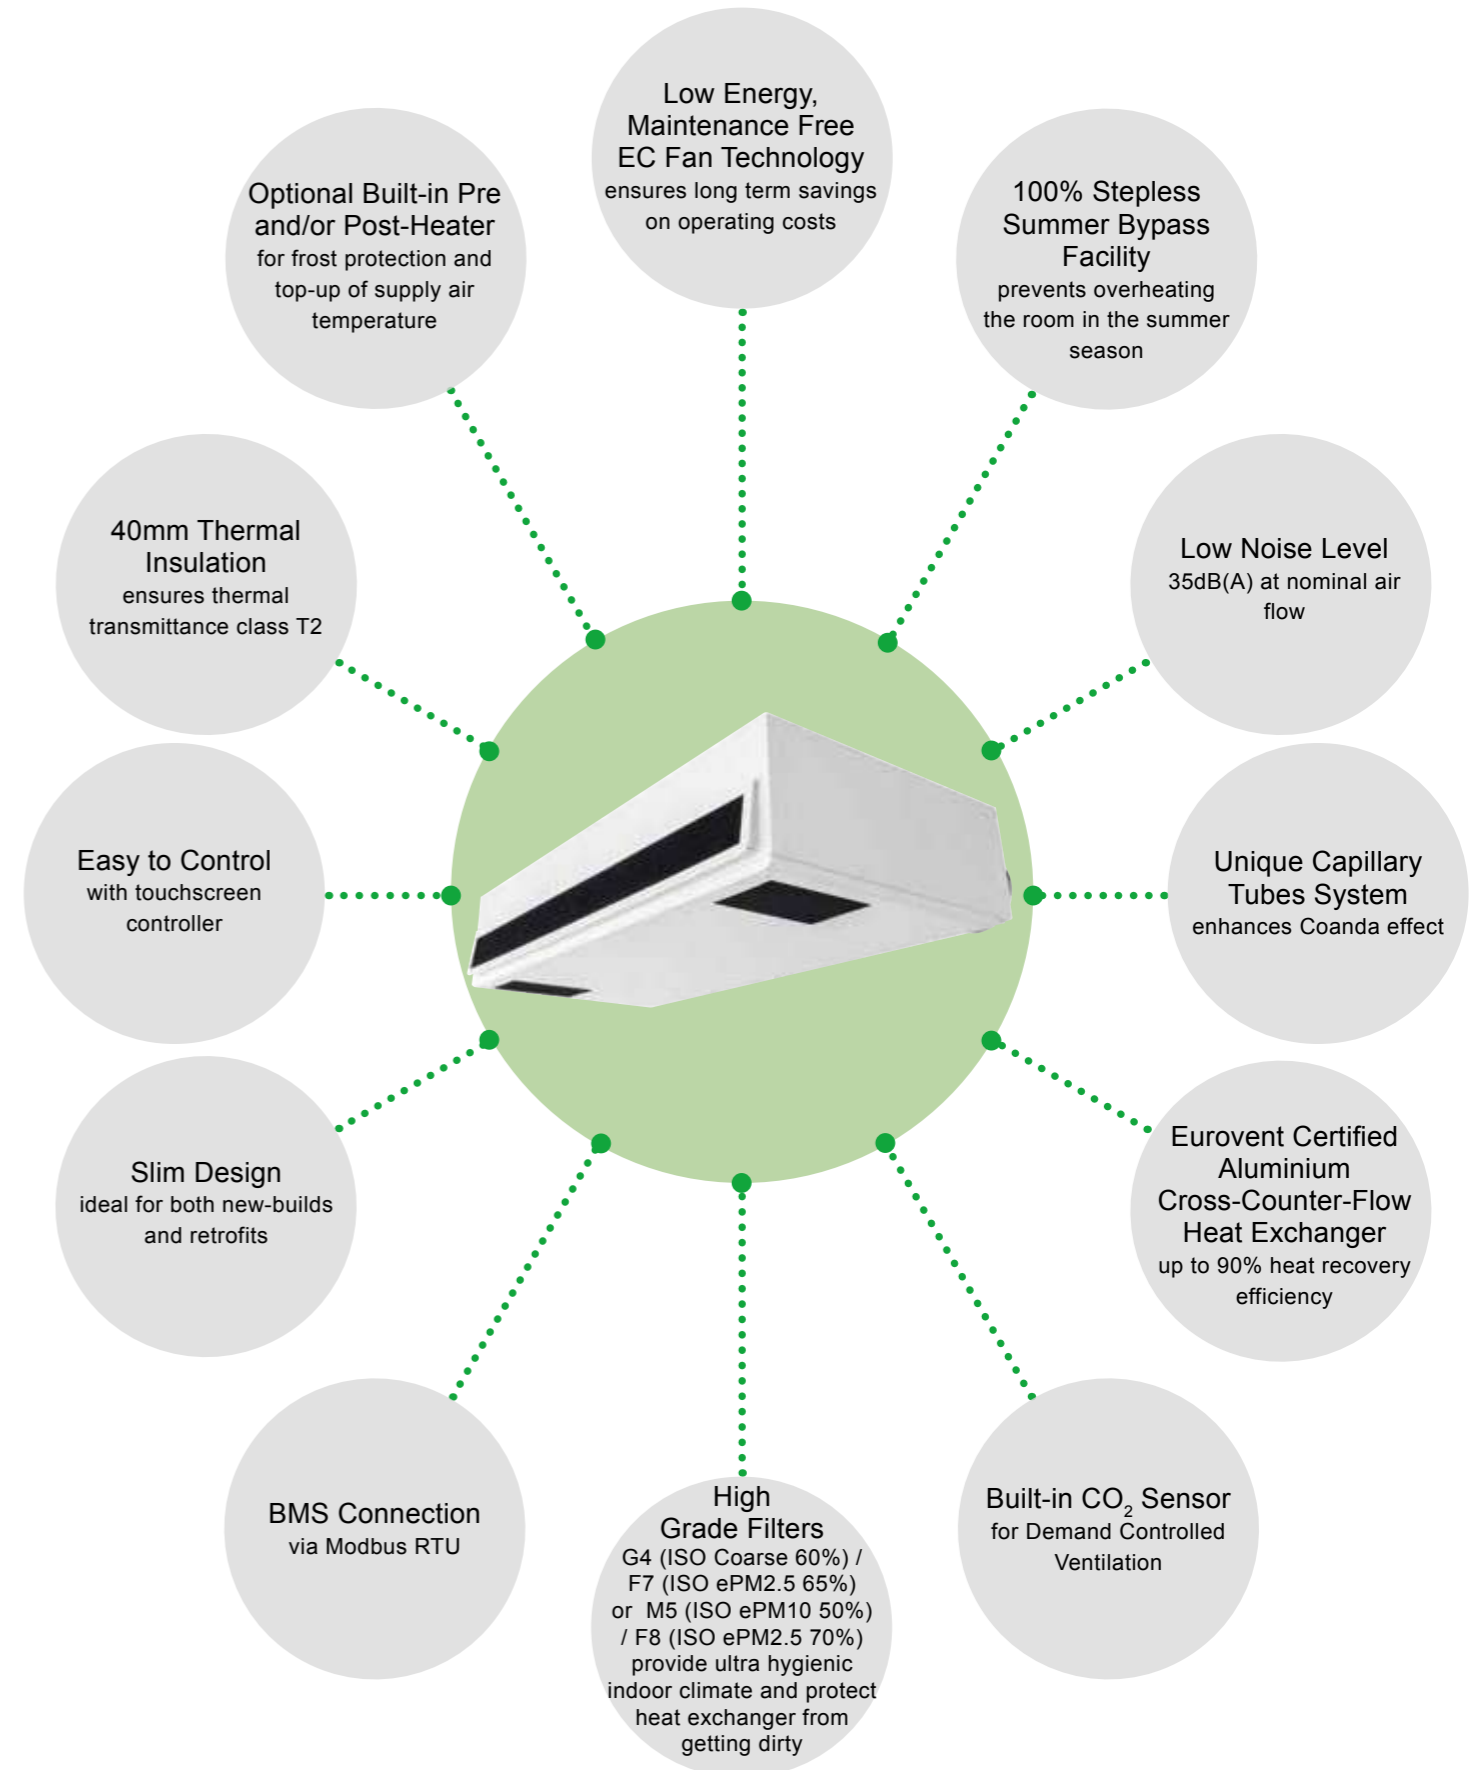 Low Energy,
Maintenance Free
EC Fan Technology
ensures long term savings
on operating costs
100% Stepless
Summer Bypass
Facility
prevents overheating
the room in the summer
season
Low Noise Level
35dB(A) at nominal air
flow
Unique Capillary
Tubes System
enhances Coanda effect
Eurovent Certified
Aluminium
Cross-Counter-Flow
Heat Exchanger
up to 90% heat recovery
efficiency
Built-in CO₂ Sensor
for Demand Controlled
Ventilation
High
Grade Filters
G4 (ISO Coarse 60%) /
F7 (ISO ePM2.5 65%)
or M5 (ISO ePM10 50%)
/ F8 (ISO ePM2.5 70%)
provide ultra hygienic
indoor climate and protect
heat exchanger from
getting dirty
BMS Connection
via Modbus RTU
Slim Design
ideal for both new-builds
and retrofits
Easy to Control
with touchscreen
controller
40mm Thermal
Insulation
ensures thermal
transmittance class T2
Optional Built-in Pre
and/or Post-Heater
for frost protection and
top-up of supply air
temperature